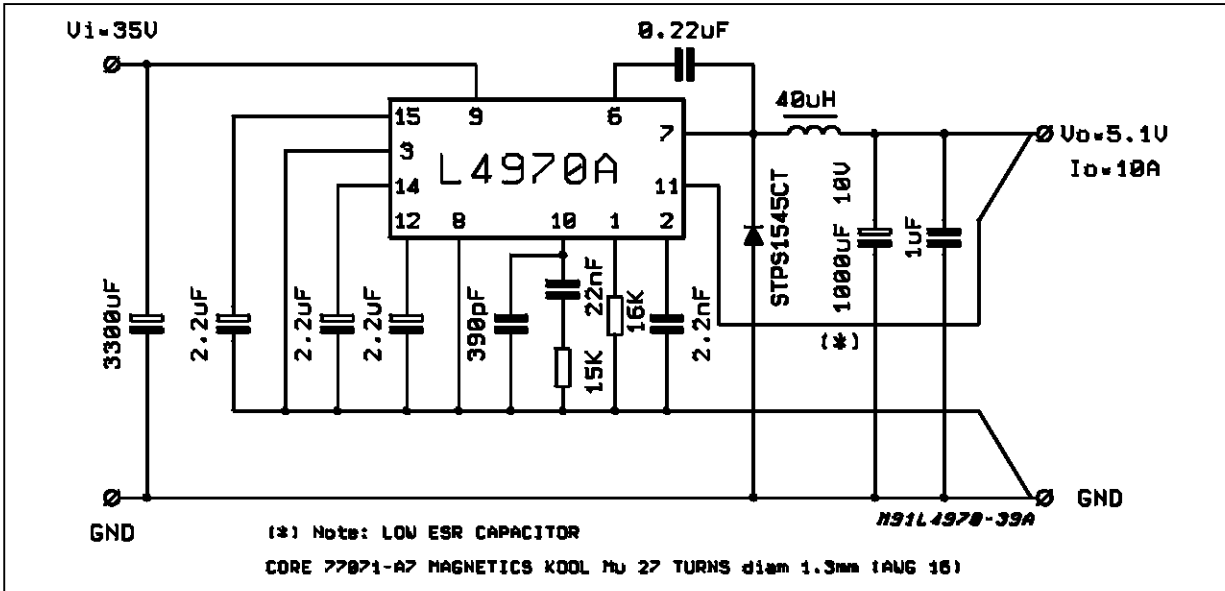 Vi=35V
0.22uF
40uH
15
9
6
7
Vo=5.1V
3
L4970A
Io=10A
14
11
12
8
10
1
2
STPS1545CT
1000uF 10V
1uF
3300uF
2.2uF
2.2uF
2.2uF
390pF
22nF
16K
2.2nF
(*)
15K
GND
GND
M91L4970-39A
(*) Note: LOW ESR CAPACITOR
CORE 77071-A7 MAGNETICS KOOL Mu 27 TURNS diam 1.3mm (AWG 16)